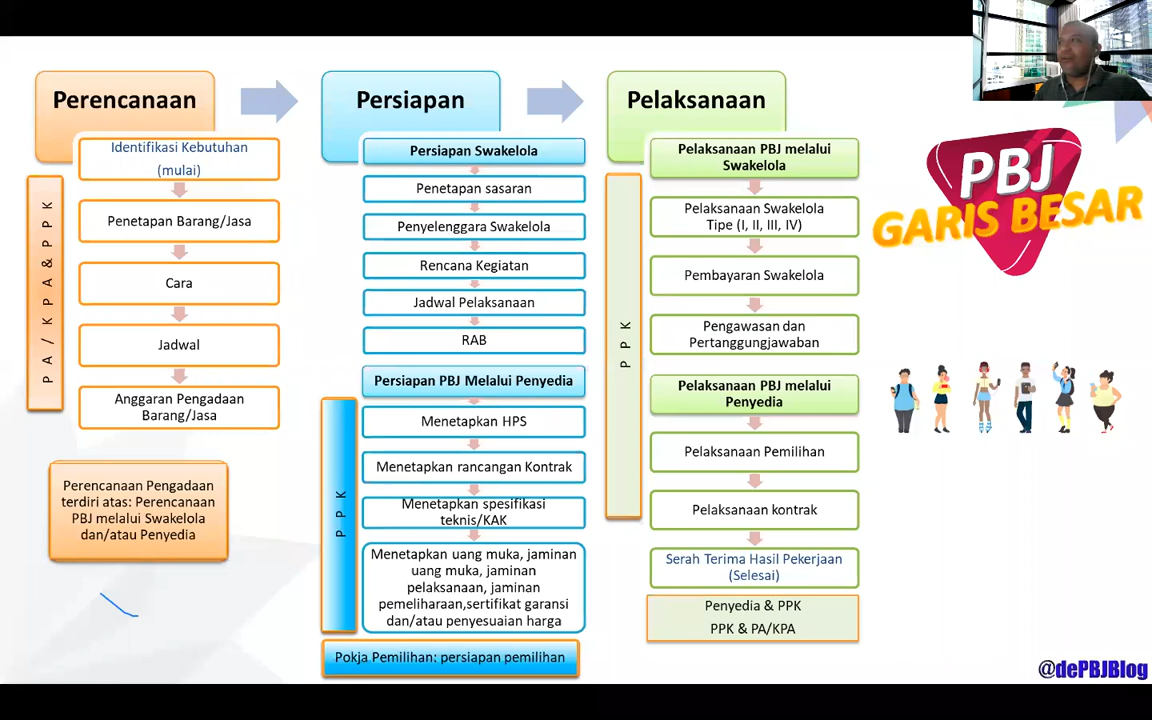 Perencanaan
Identifikasi Kebutuhan
(mulai)
Penetapan Barang/Jasa
Cara
Jadwal
Anggaran Pengadaan
Barang/Jasa
PA/KPA&PPK
Perencanaan Pengadaan
terdiri atas: Perencanaan
PBJ melalui Swakelola
dan/atau Penyedia
Persiapan
Persiapan Swakelola
Penetapan sasaran
Penyelenggara Swakelola
Rencana Kegiatan
Jadwal Pelaksanaan
RAB
Persiapan PBJ Melalui Penyedia
Menetapkan HPS
Menetapkan rancangan Kontrak
Menetapkan spesifikasi
teknis/KAK
Menetapkan uang muka, jaminan
uang muka, jaminan
pelaksanaan, jaminan
pemeliharaan,sertifikat garansi
dan/atau penyesuaian harga
PPK
Pokja Pemilihan: persiapan pemilihan
Pelaksanaan
Pelaksanaan PBJ melalui
Swakelola
Pelaksanaan Swakelola
Tipe (I, II, III, IV)
Pembayaran Swakelola
Pengawasan dan
Pertanggungjawaban
Pelaksanaan PBJ melalui
Penyedia
Pelaksanaan Pemilihan
Pelaksanaan kontrak
Serah Terima Hasil Pekerjaan
(Selesai)
PPK
Penyedia & PPK
PPK & PA/KPA
PBJ
GARIS BESAR
@dePBJBlog